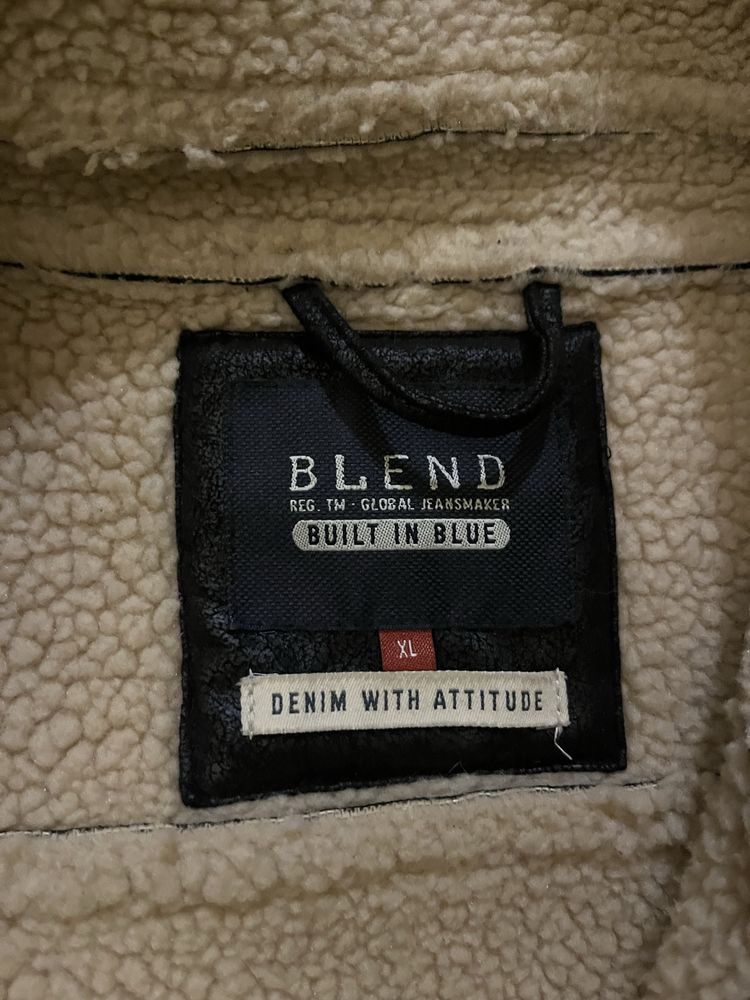 BLEND
REG. TM - GLOBAL JEANSMAKER
BUILT IN BLUE
XL
DENIM WITH ATTITUDE